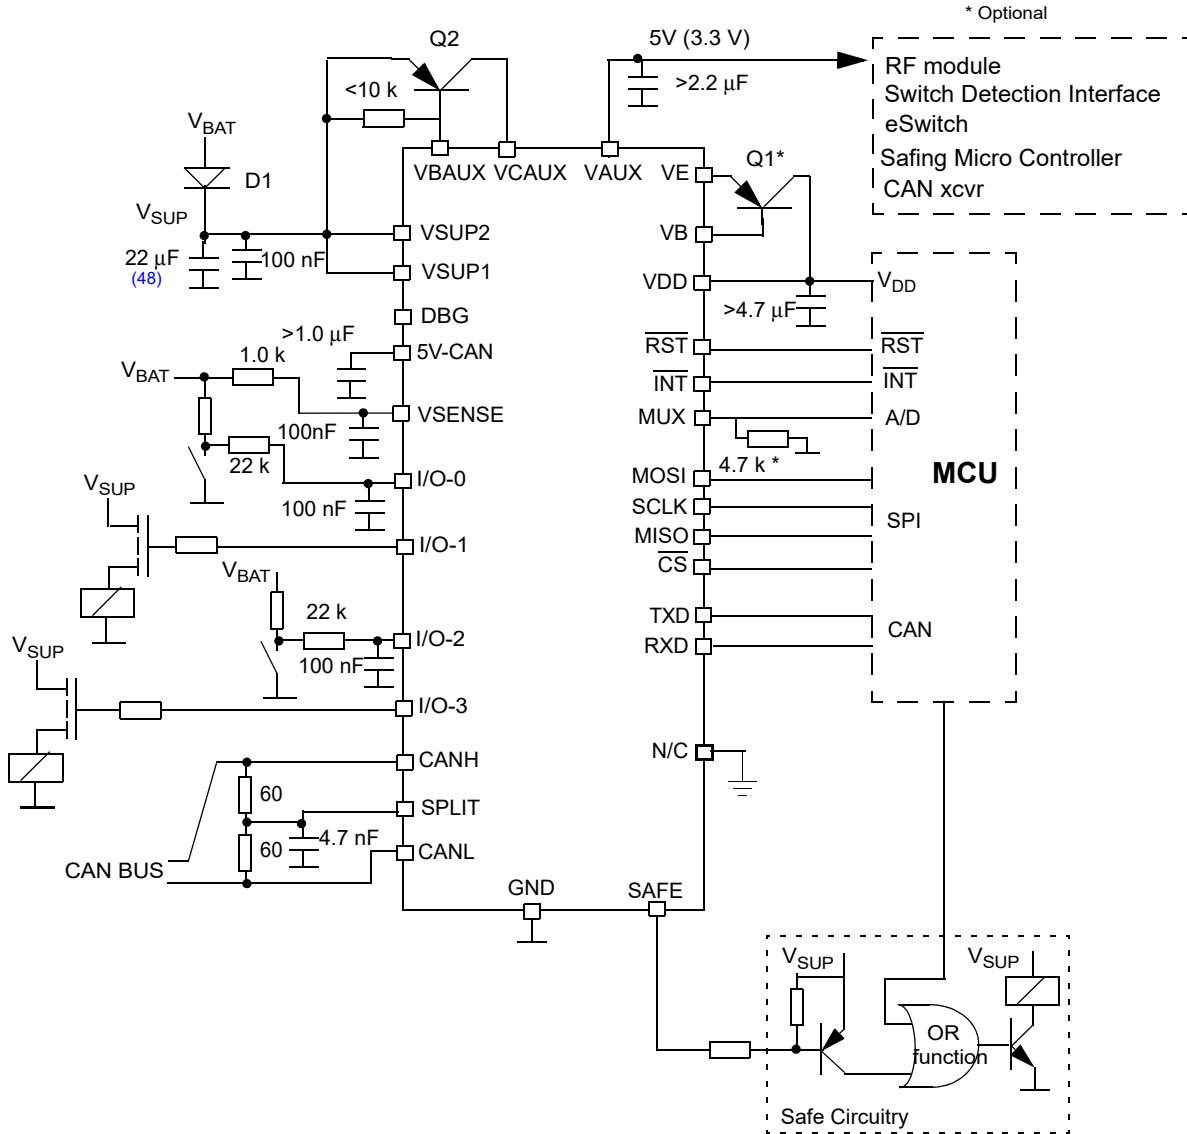 * Optional
Q2
5V (3.3 V)
RF module
Switch Detection Interface
eSwitch
Safing Micro Controller
CAN xcvr
<10 k
>2.2 μF
VBAT
D1
VSUP
22 μF
(48)
100 nF
VBAUX
VCAUX
VAUX
VE
Q1*
VSUP2
VB
VSUP1
VDD
VDD
>4.7 μF
DBG
>1.0 μF
5V-CAN
RST
RST
VBAT
1.0 k
INT
INT
VSENSE
MUX
A/D
100nF
22 k
4.7 k *
MCU
I/O-0
MOSI
VSUP
100 nF
SCLK
SPI
I/O-1
MISO
CS
VBAT
22 k
TXD
CAN
I/O-2
RXD
VSUP
100 nF
I/O-3
N/C
CANH
60
SPLIT
4.7 nF
60
CANL
CAN BUS
GND
SAFE
VSUP
VSUP
OR
function
Safe Circuitry